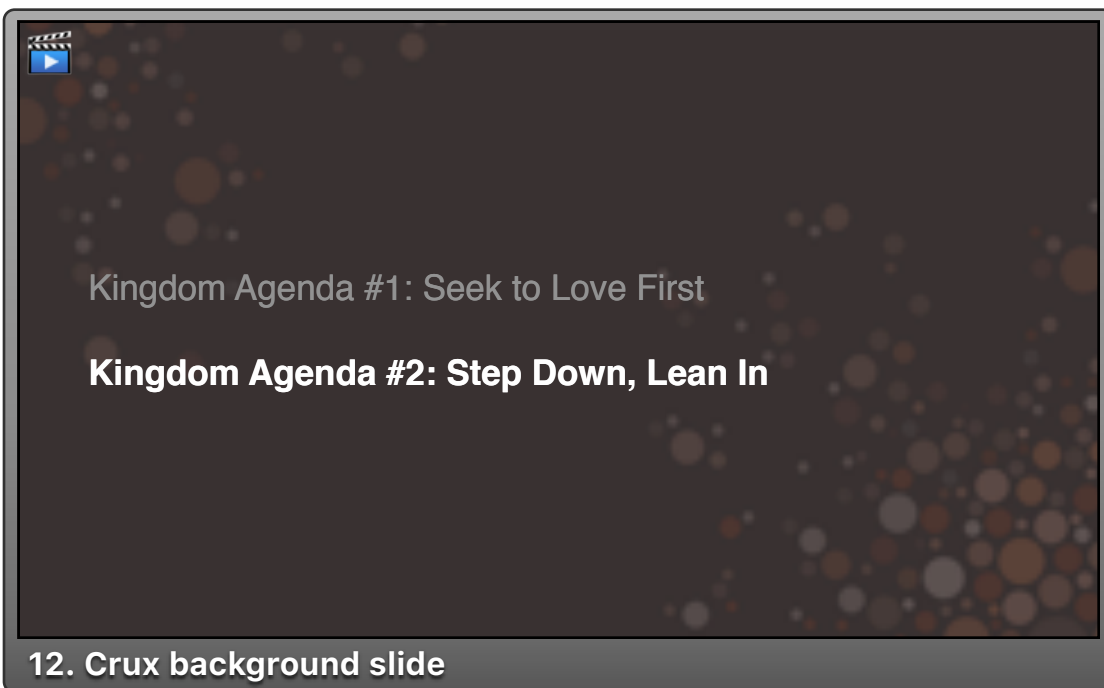 Kingdom Agenda #1: Seek to Love First
Kingdom Agenda #2: Step Down, Lean In
12. Crux background slide